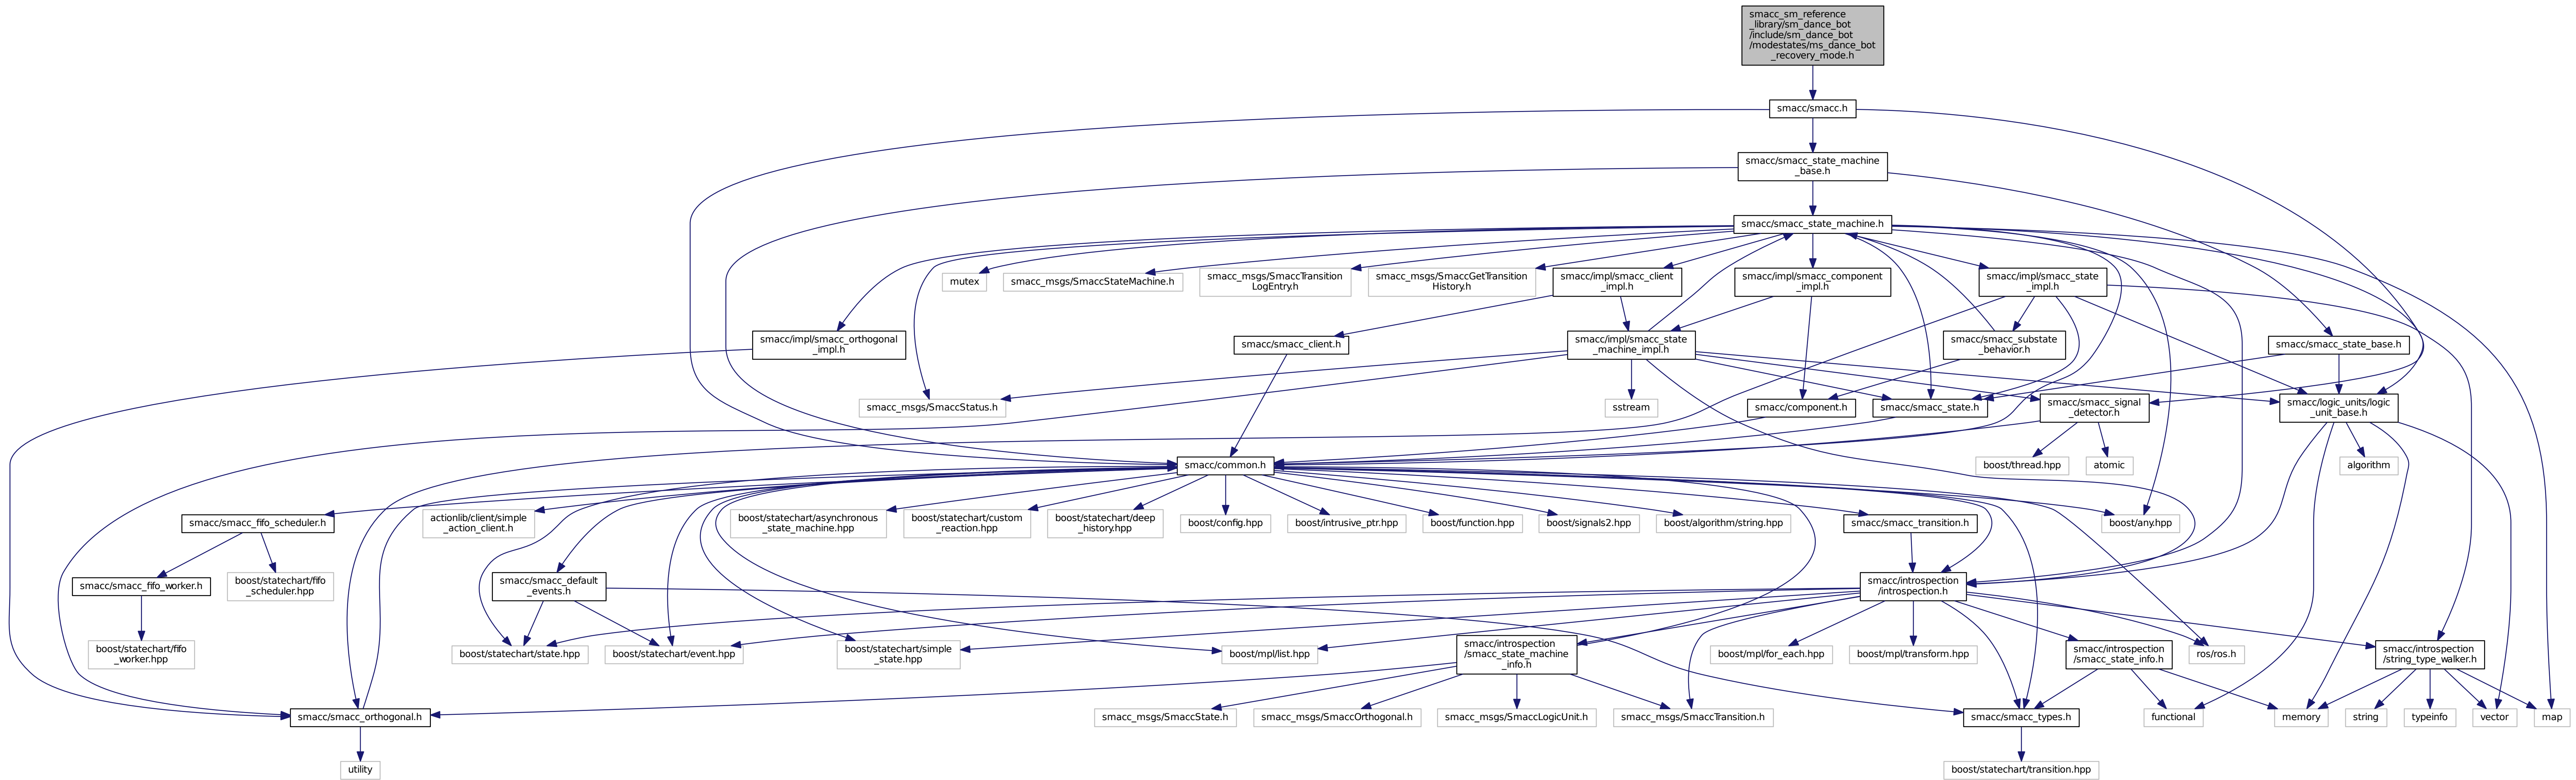 smacc_sm_reference
_library/sm_dance_bot
/include/sm_dance_bot
/modestates/ms_dance_bot
_recovery_mode.h
smacc/smacc.h
smacc/smacc_state_machine
_base.h
smacc/smacc_state_machine.h
mutex
smacc_msgs/SmaccStateMachine.h
smacc_msgs/SmaccTransition
LogEntry.h
smacc_msgs/SmaccGetTransition
History.h
smacc/impl/smacc_client
_impl.h
smacc/impl/smacc_component
_impl.h
smacc/impl/smacc_state
_impl.h
smacc/impl/smacc_orthogonal
_impl.h
smacc/smacc_client.h
smacc/impl/smacc_state
_machine_impl.h
smacc/smacc_substate
_behavior.h
smacc/smacc_state_base.h
smacc_msgs/SmaccStatus.h
sstream
smacc/component.h
smacc/smacc_state.h
smacc/smacc_signal
_detector.h
smacc/logic_units/logic
_unit_base.h
smacc/common.h
boost/thread.hpp
atomic
algorithm
smacc/smacc_fifo_scheduler.h
actionlib/client/simple
_action_client.h
boost/statechart/asynchronous
_state_machine.hpp
boost/statechart/custom
_reaction.hpp
boost/statechart/deep
_history.hpp
boost/config.hpp
boost/intrusive_ptr.hpp
boost/function.hpp
boost/signals2.hpp
boost/algorithm/string.hpp
smacc/smacc_transition.h
boost/any.hpp
smacc/smacc_fifo_worker.h
boost/statechart/fifo
_scheduler.hpp
smacc/smacc_default
_events.h
smacc/introspection
/introspection.h
boost/statechart/fifo
_worker.hpp
boost/statechart/state.hpp
boost/statechart/event.hpp
boost/statechart/simple
_state.hpp
boost/mpl/list.hpp
smacc/introspection
/smacc_state_machine
_info.h
boost/mpl/for_each.hpp
boost/mpl/transform.hpp
smacc/introspection
/smacc_state_info.h
ros/ros.h
smacc/introspection
/string_type_walker.h
smacc/smacc_orthogonal.h
smacc_msgs/SmaccState.h
smacc_msgs/SmaccOrthogonal.h
smacc_msgs/SmaccLogicUnit.h
smacc_msgs/SmaccTransition.h
smacc/smacc_types.h
functional
memory
string
typeinfo
vector
map
utility
boost/statechart/transition.hpp